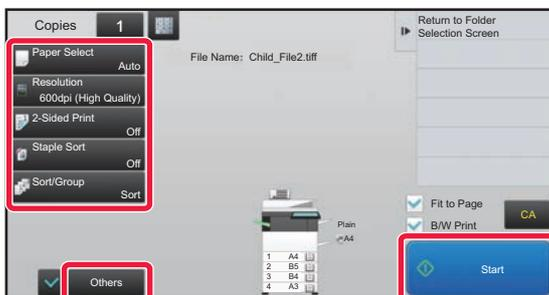 Copies 1
Return to Folder
Selection Screen
Paper Select
Auto
File Name: Child_File2.tiff
Resolution
600dpi (High Quality)
2-Sided Print
Off
Staple Sort
Off
Sort/Group
Sort
Plain
A4
1 A4
2 B5
3 B4
4 A3
Fit to Page
B/W Print
CA
Others
Start